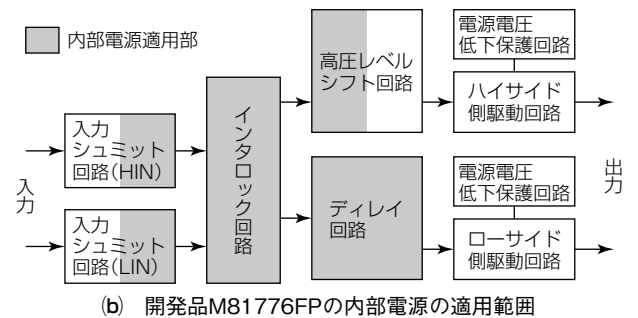 内部電源適用部
入力
入力
シュミット
回路(HIN)
入力
シュミット
回路(LIN)
インタロック回路
高圧レベル
シフト回路
ディレイ
回路
電源電圧
低下保護回路
ハイサイド
側駆動回路
電源電圧
低下保護回路
ローサイド
側駆動回路
出力
(b) 開発品M81776FPの内部電源の適用範囲